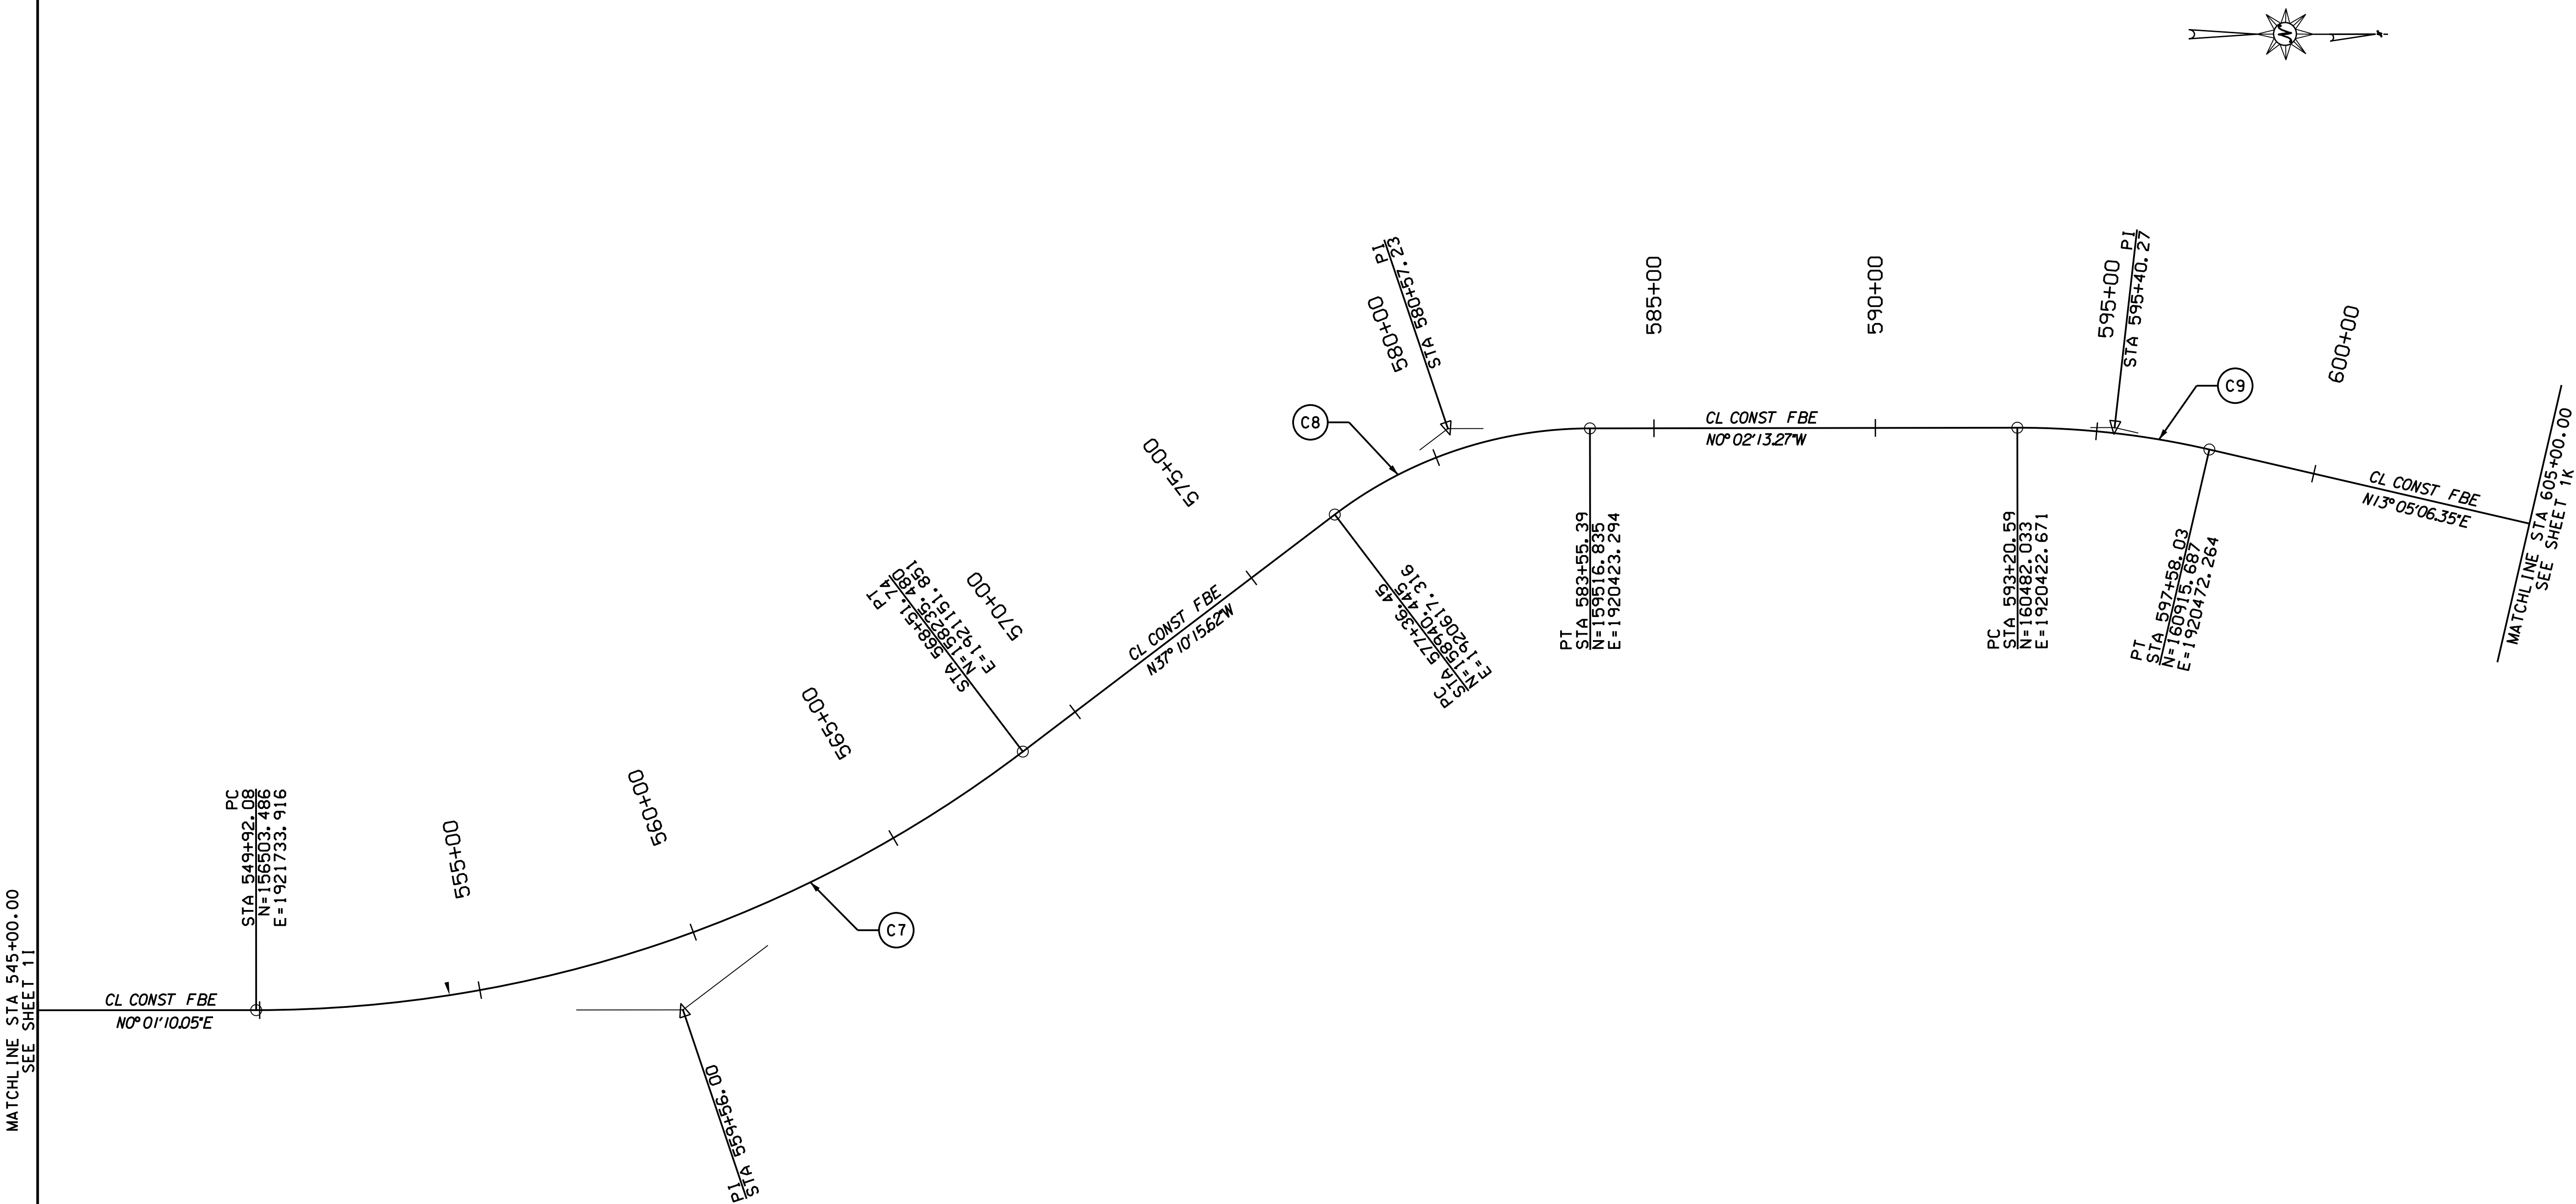 MATCHLINE STA 545+00.00
SEE SHEET 1I
CL CONST FBE
N0° 01' 10.05"E
PC
STA 549+92.08
N=156503.486
E=1921733.916
555+00
560+00
PI
STA 559+56.00
C7
565+00
PT
STA 568+51.74
N=158235.480
E=1921151.851
570+00
CL CONST FBE
N37° 10' 15.62"W
575+00
PC
STA 577+36.45
N=158940.445
E=1920617.316
C8
580+00
PI
STA 580+57.23
PT
STA 583+55.39
N=159516.835
E=1920423.294
585+00
CL CONST FBE
N0° 02' 13.27"W
590+00
PC
STA 593+20.59
N=160482.033
E=1920422.671
595+00
PI
STA 595+40.27
C9
PT
STA 597+58.03
N=160915.687
E=1920472.264
600+00
CL CONST FBE
N13° 05' 06.35"E
MATCHLINE STA 605+00.00
SEE SHEET 1K
N